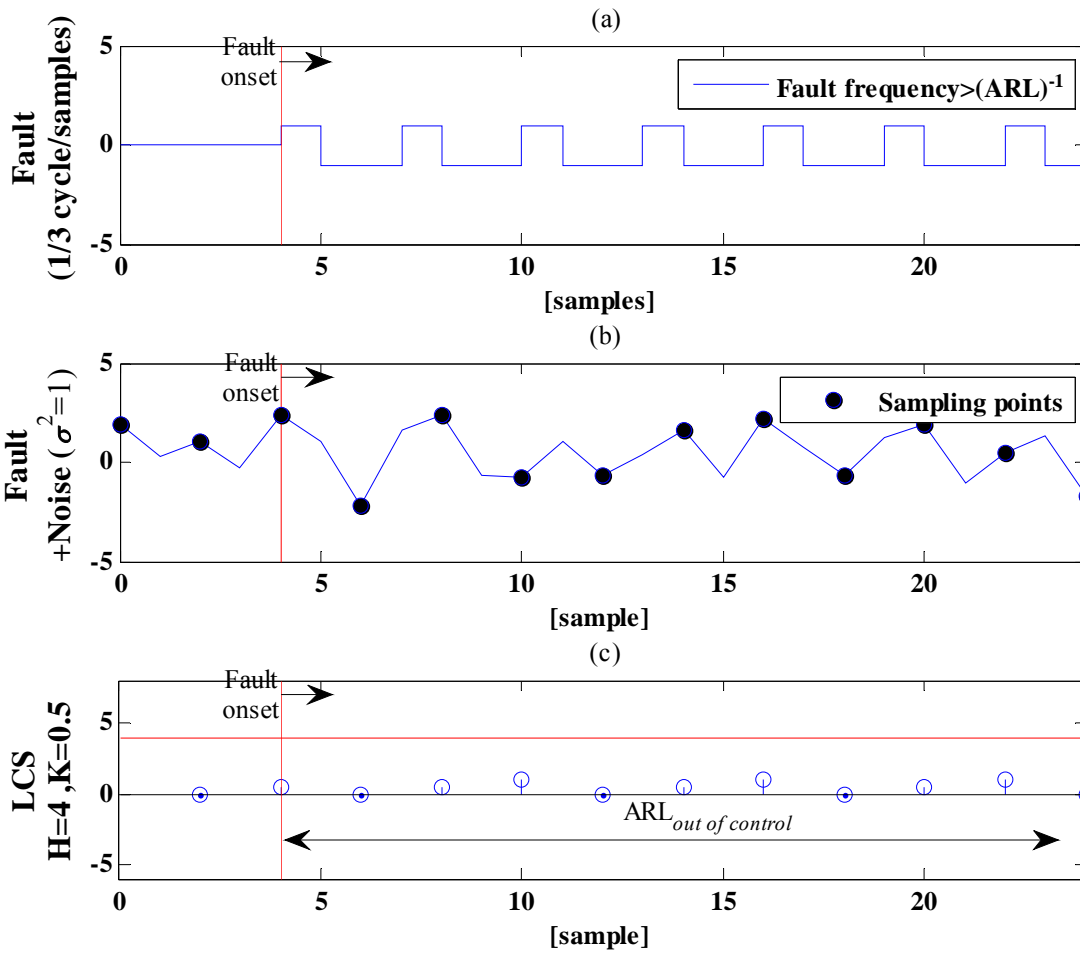 (a)
5
0
-5
Fault
(1/3 cycle/samples)
Fault
onset
Fault frequency>(ARL)-1
0 5 10 15 20
[samples]
(b)
5
0
-5
Fault
+Noise ( σ2=1)
Fault
onset
Sampling points
0 5 10 15 20
[sample]
(c)
5
0
-5
LCS
H=4 ,K=0.5
Fault
onset
ARLout of control
0 5 10 15 20
[sample]